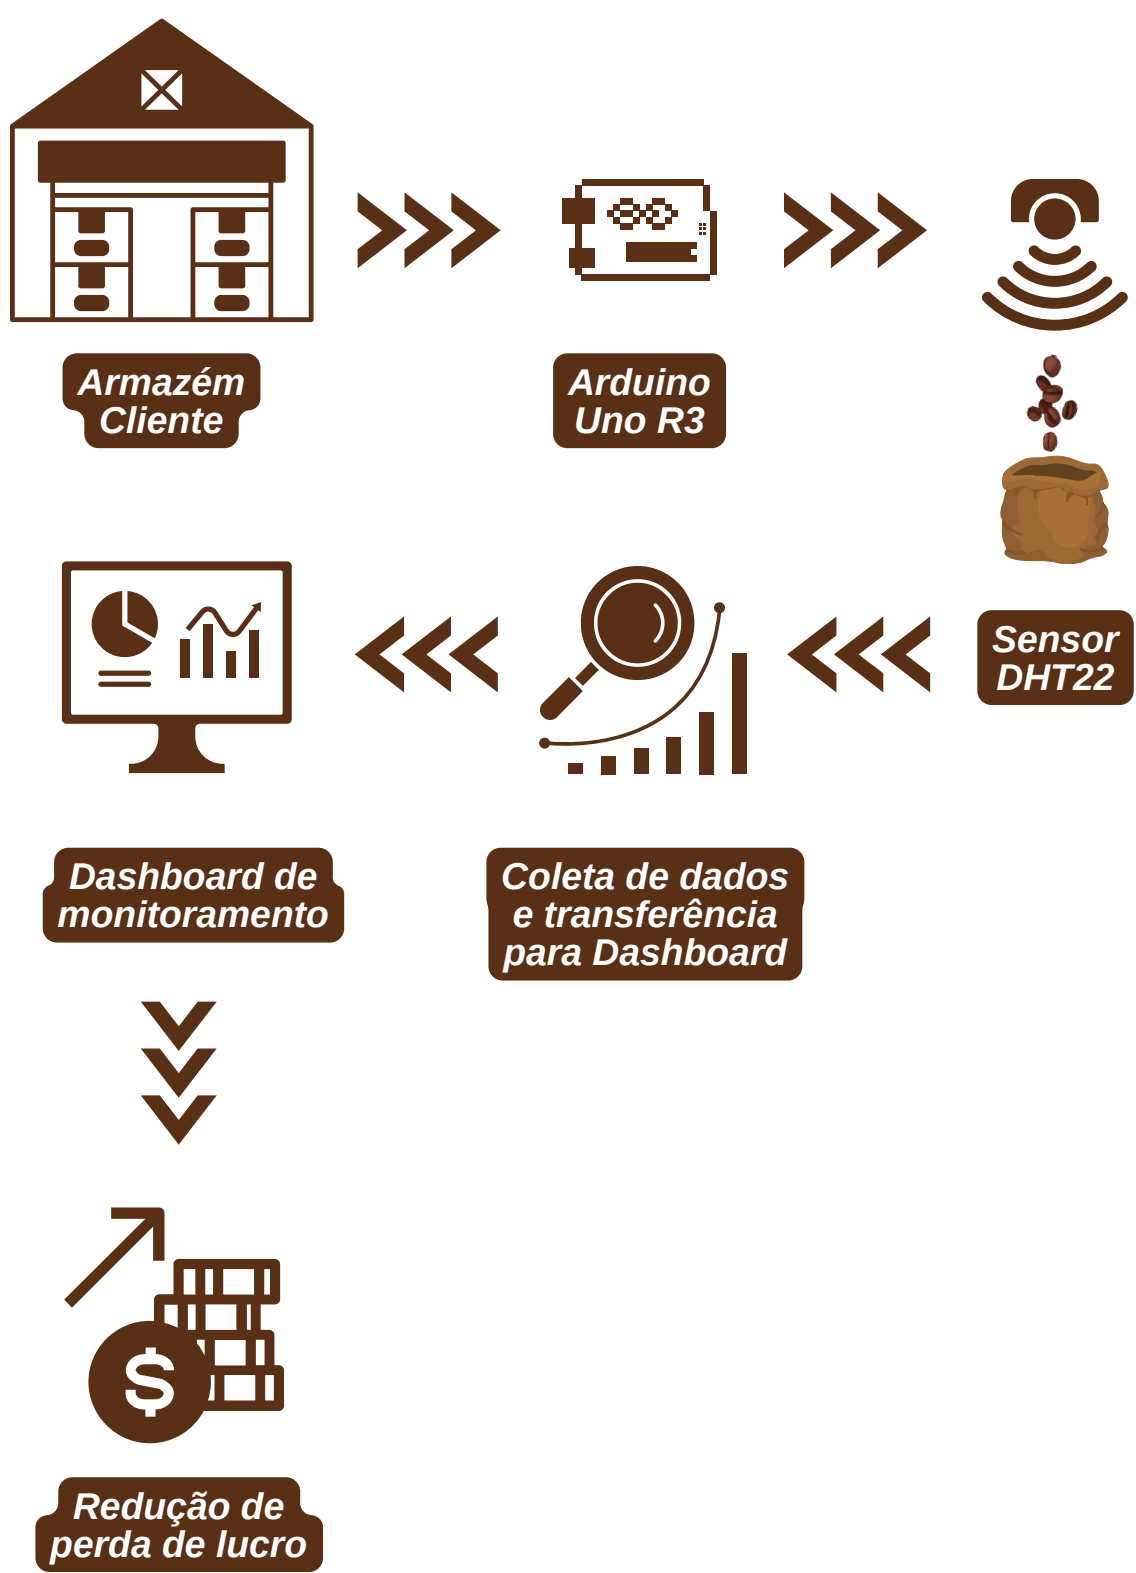 Armazém
Cliente
Arduino
Uno R3
Sensor
DHT22
Dashboard de
monitoramento
Coleta de dados
e transferência
para Dashboard
$
Redução de
perda de lucro